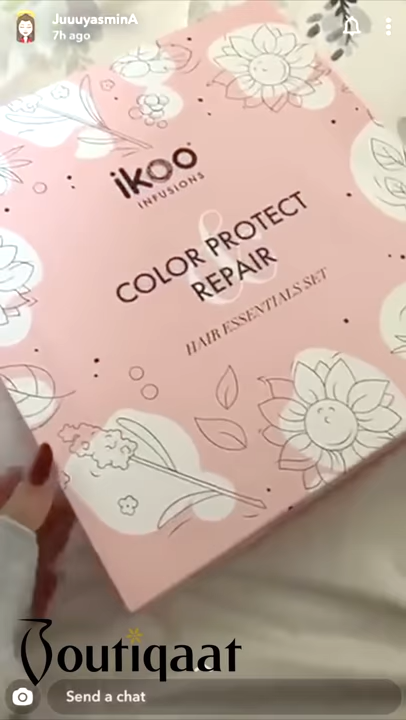 JuuuyasminA
7h ago
ikoo
INFUSIONS
COLOR PROTECT
&
REPAIR
HAIR ESSENTIALS SET
Boutiqaat
Send a chat